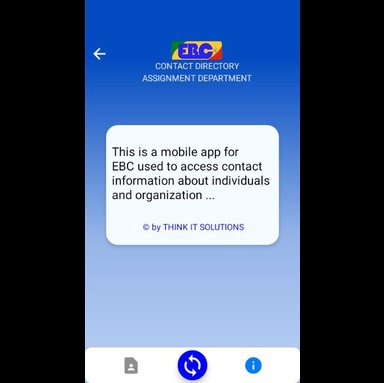 EBC
CONTACT DIRECTORY
ASSIGNMENT DEPARTMENT
This is a mobile app for
EBC used to access contact
information about individuals
and organization ...
© by THINK IT SOLUTIONS